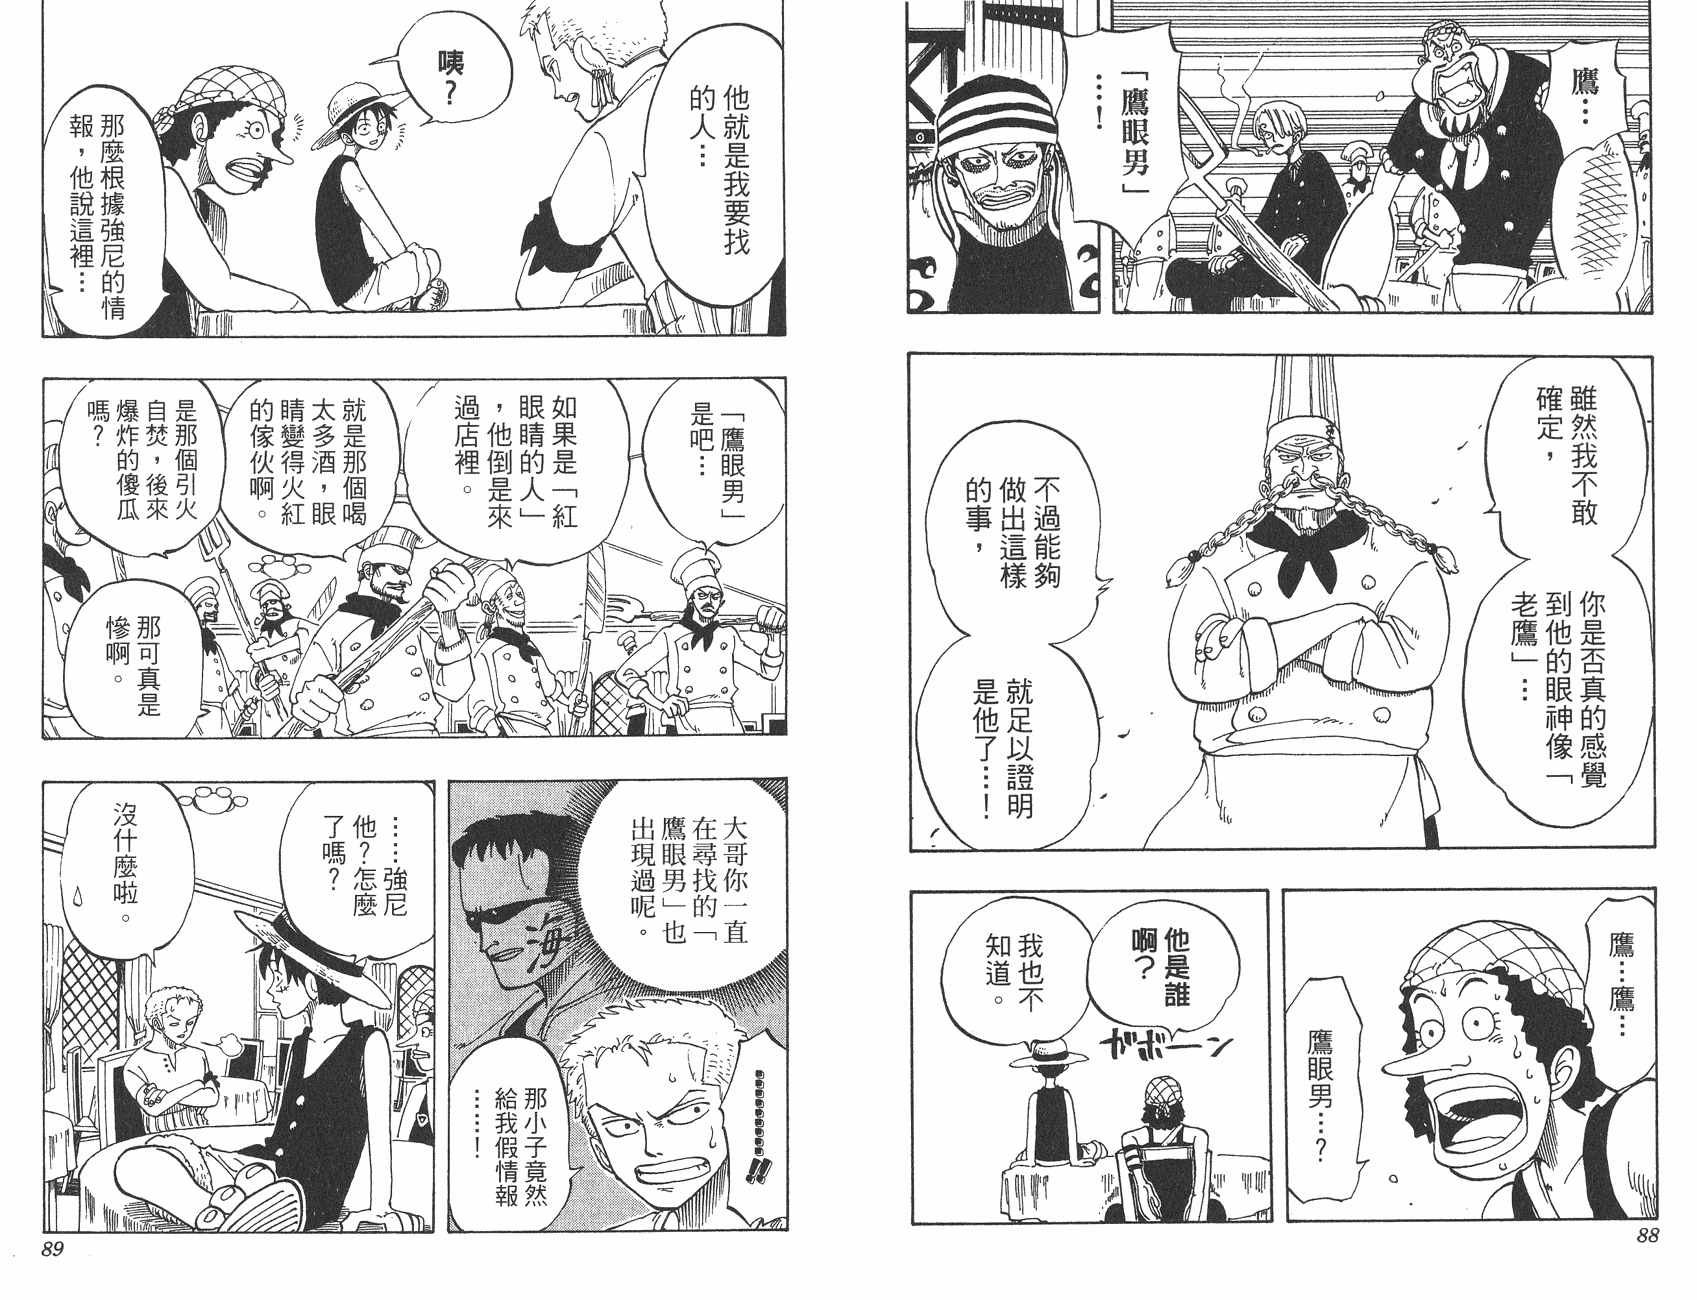 鷹…
「鷹眼男」
…！
雖然我不敢
確定，
你是否真的感覺
到他的眼神像「
老鷹」…
不過能夠
做出這樣
的事，
就足以證明
是他了…！
鷹…鷹…
鷹眼男…？
他是誰
啊？
我也不
知道。
ガボーン
88
他就是我要找
的人…
咦？
那麼根據強尼的情
報，他說這裡…
「鷹眼男」
是吧…
如果是「紅
眼睛的人」
，他倒是來
過店裡。
就是那個喝
太多酒，眼
睛變得火紅
的傢伙啊。
是那個引火
自焚，後來
爆炸的傻瓜
嗎？
那可真是
慘啊。
大哥你一直
在尋找的「
鷹眼男」也
出現過呢。
海
…………!!
那小子竟然
給我假情報
……！
……強尼
他？怎麼
了嗎？
沒什麼啦。
89